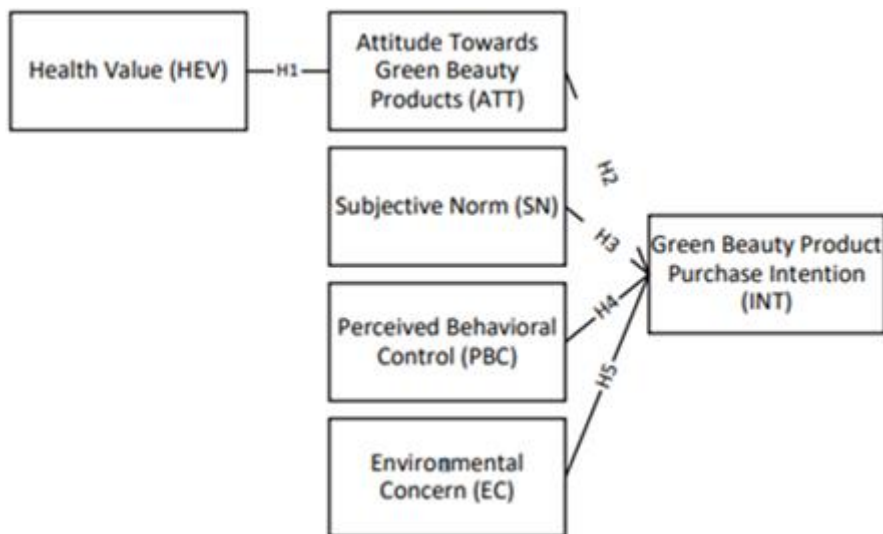 Health Value (HEV)
H1
Attitude Towards
Green Beauty
Products (ATT)
H2
Subjective Norm (SN)
H3
Green Beauty Product
Purchase Intention
(INT)
Perceived Behavioral
Control (PBC)
H4
H5
Environmental
Concern (EC)